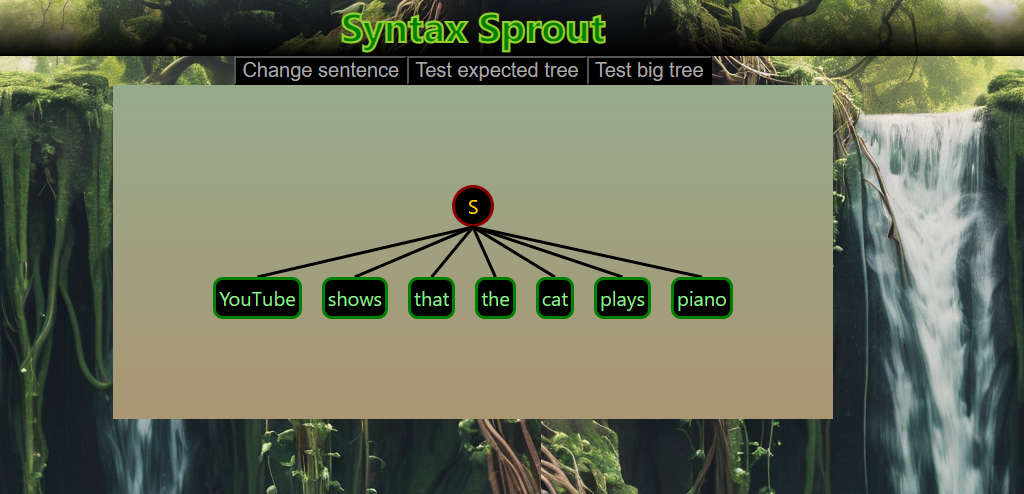 Syntax Sprout
Change sentence Test expected tree Test big tree
S
YouTube shows that the cat plays piano